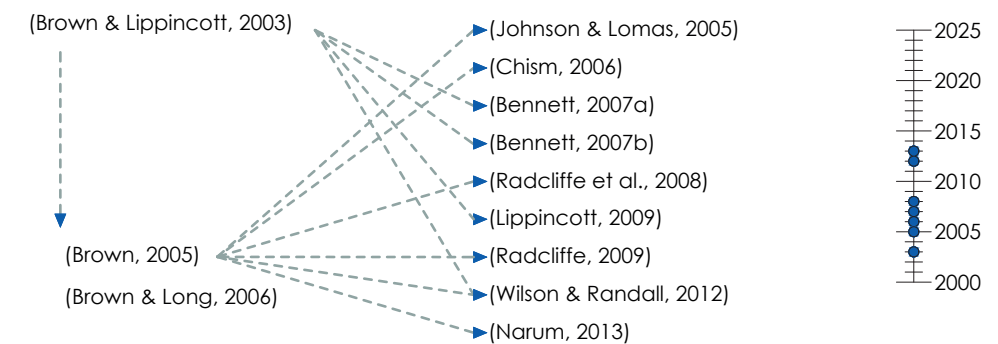 (Brown & Lippincott, 2003)
(Brown, 2005)
(Brown & Long, 2006)
(Johnson & Lomas, 2005)
(Chism, 2006)
(Bennett, 2007a)
(Bennett, 2007b)
(Radcliffe et al., 2008)
(Lippincott, 2009)
(Radcliffe, 2009)
(Wilson & Randall, 2012)
(Narum, 2013)
2025
2020
2015
2010
2005
2000